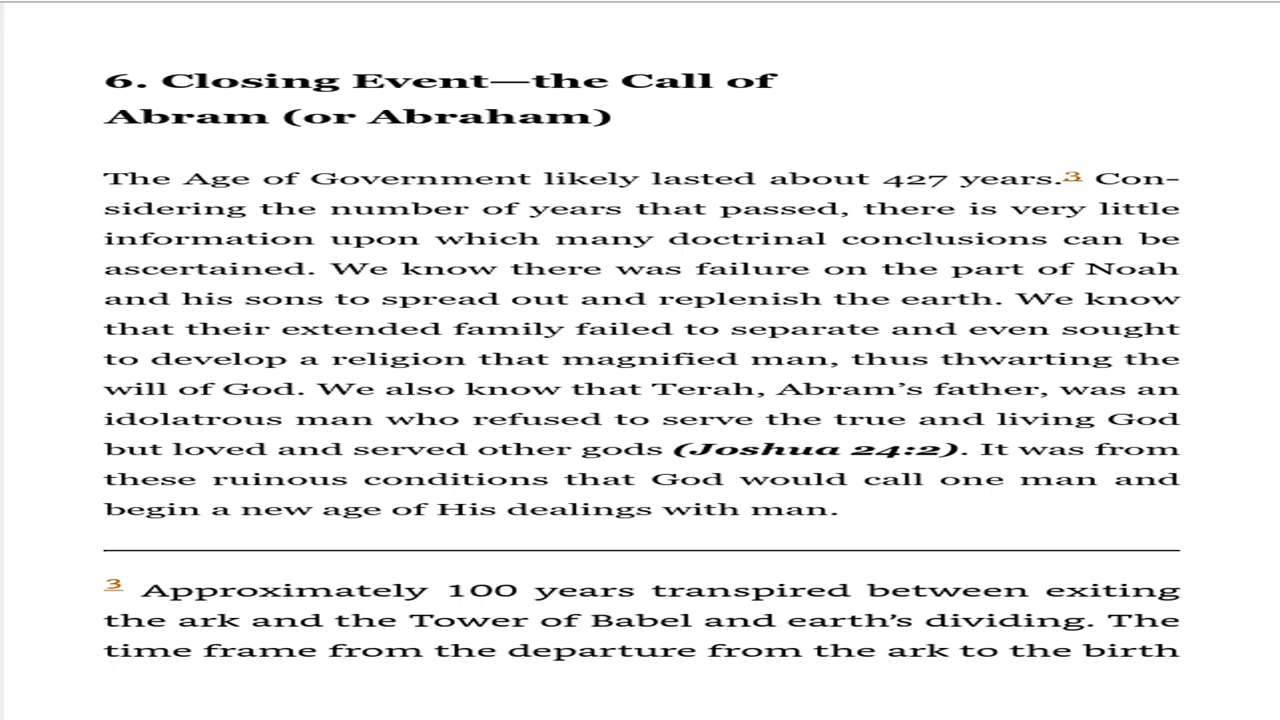 6. Closing Event—the Call of
Abram (or Abraham)
The Age of Government likely lasted about 427 years.3 Con-
sidering the number of years that passed, there is very little
information upon which many doctrinal conclusions can be
ascertained. We know there was failure on the part of Noah
and his sons to spread out and replenish the earth. We know
that their extended family failed to separate and even sought
to develop a religion that magnified man, thus thwarting the
will of God. We also know that Terah, Abram’s father, was an
idolatrous man who refused to serve the true and living God
but loved and served other gods (Joshua 24:2). It was from
these ruinous conditions that God would call one man and
begin a new age of His dealings with man.
3 Approximately 100 years transpired between exiting
the ark and the Tower of Babel and earth’s dividing. The
time frame from the departure from the ark to the birth